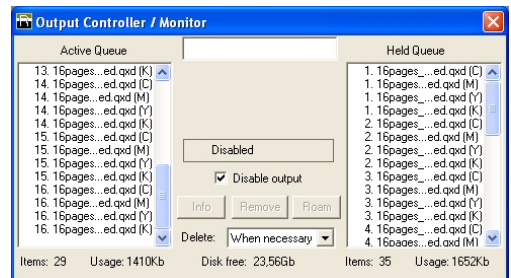 Output Controller / Monitor
Active Queue
13. 16pages...ed.qxd (K)
14. 16pages...ed.qxd (C)
14. 16page...ed.qxd (M)
14. 16pages...ed.qxd (Y)
14. 16pages...ed.qxd (K)
15. 16pages...ed.qxd (C)
15. 16page...ed.qxd (M)
15. 16pages...ed.qxd (Y)
15. 16pages...ed.qxd (K)
16. 16pages...ed.qxd (C)
16. 16page...ed.qxd (M)
16. 16pages...ed.qxd (Y)
16. 16pages...ed.qxd (K)
Items: 29 Usage: 1410Kb
Disabled
Disable output
Info Remove Roam
Delete: When necessary
Disk free: 23,56Gb
Held Queue
1. 16pages_...ed.qxd (C)
1. 16pages...ed.qxd (M)
1. 16pages_...ed.qxd (Y)
1. 16pages_...ed.qxd (K)
2. 16pages_...ed.qxd (C)
2. 16pages...ed.qxd (M)
2. 16pages_...ed.qxd (Y)
2. 16pages_...ed.qxd (K)
3. 16pages_...ed.qxd (C)
3. 16pages...ed.qxd (M)
3. 16pages_...ed.qxd (Y)
3. 16pages_...ed.qxd (K)
4. 16pages_...ed.qxd (C)
4. 16pages...ed.qxd (M)
Items: 35 Usage: 1652Kb